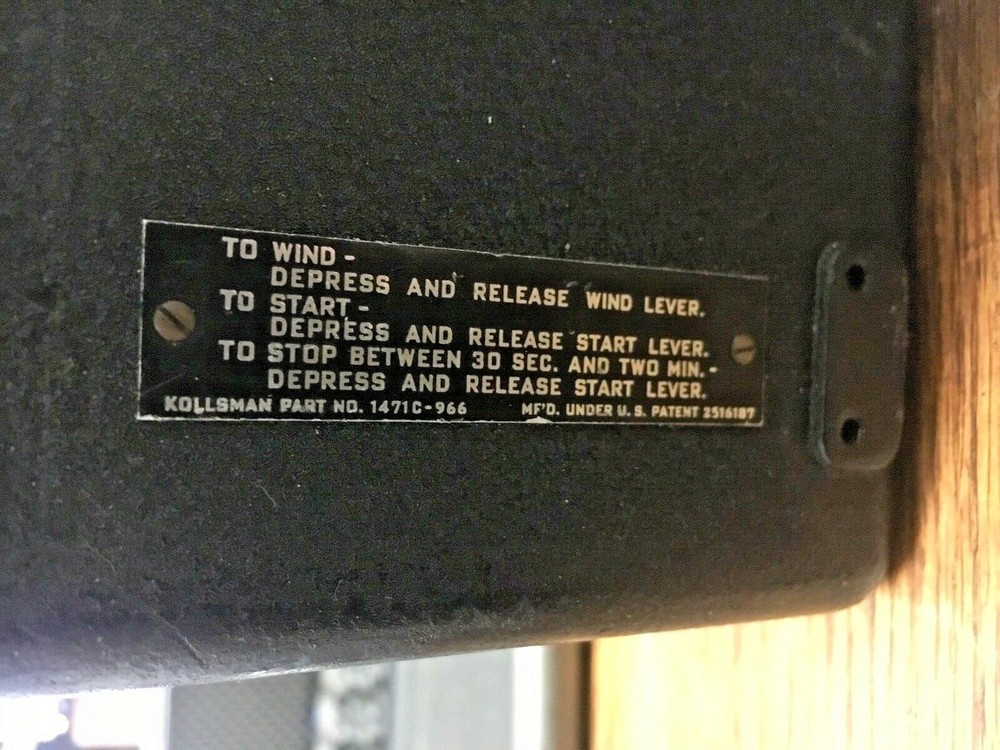 TO WIND -
DEPRESS AND RELEASE WIND LEVER.
TO START -
DEPRESS AND RELEASE START LEVER.
TO STOP BETWEEN 30 SEC. AND TWO MIN. -
DEPRESS AND RELEASE START LEVER.
KOLLSMAN PART NO. 1471C-966 MF'D. UNDER U.S. PATENT 2516187